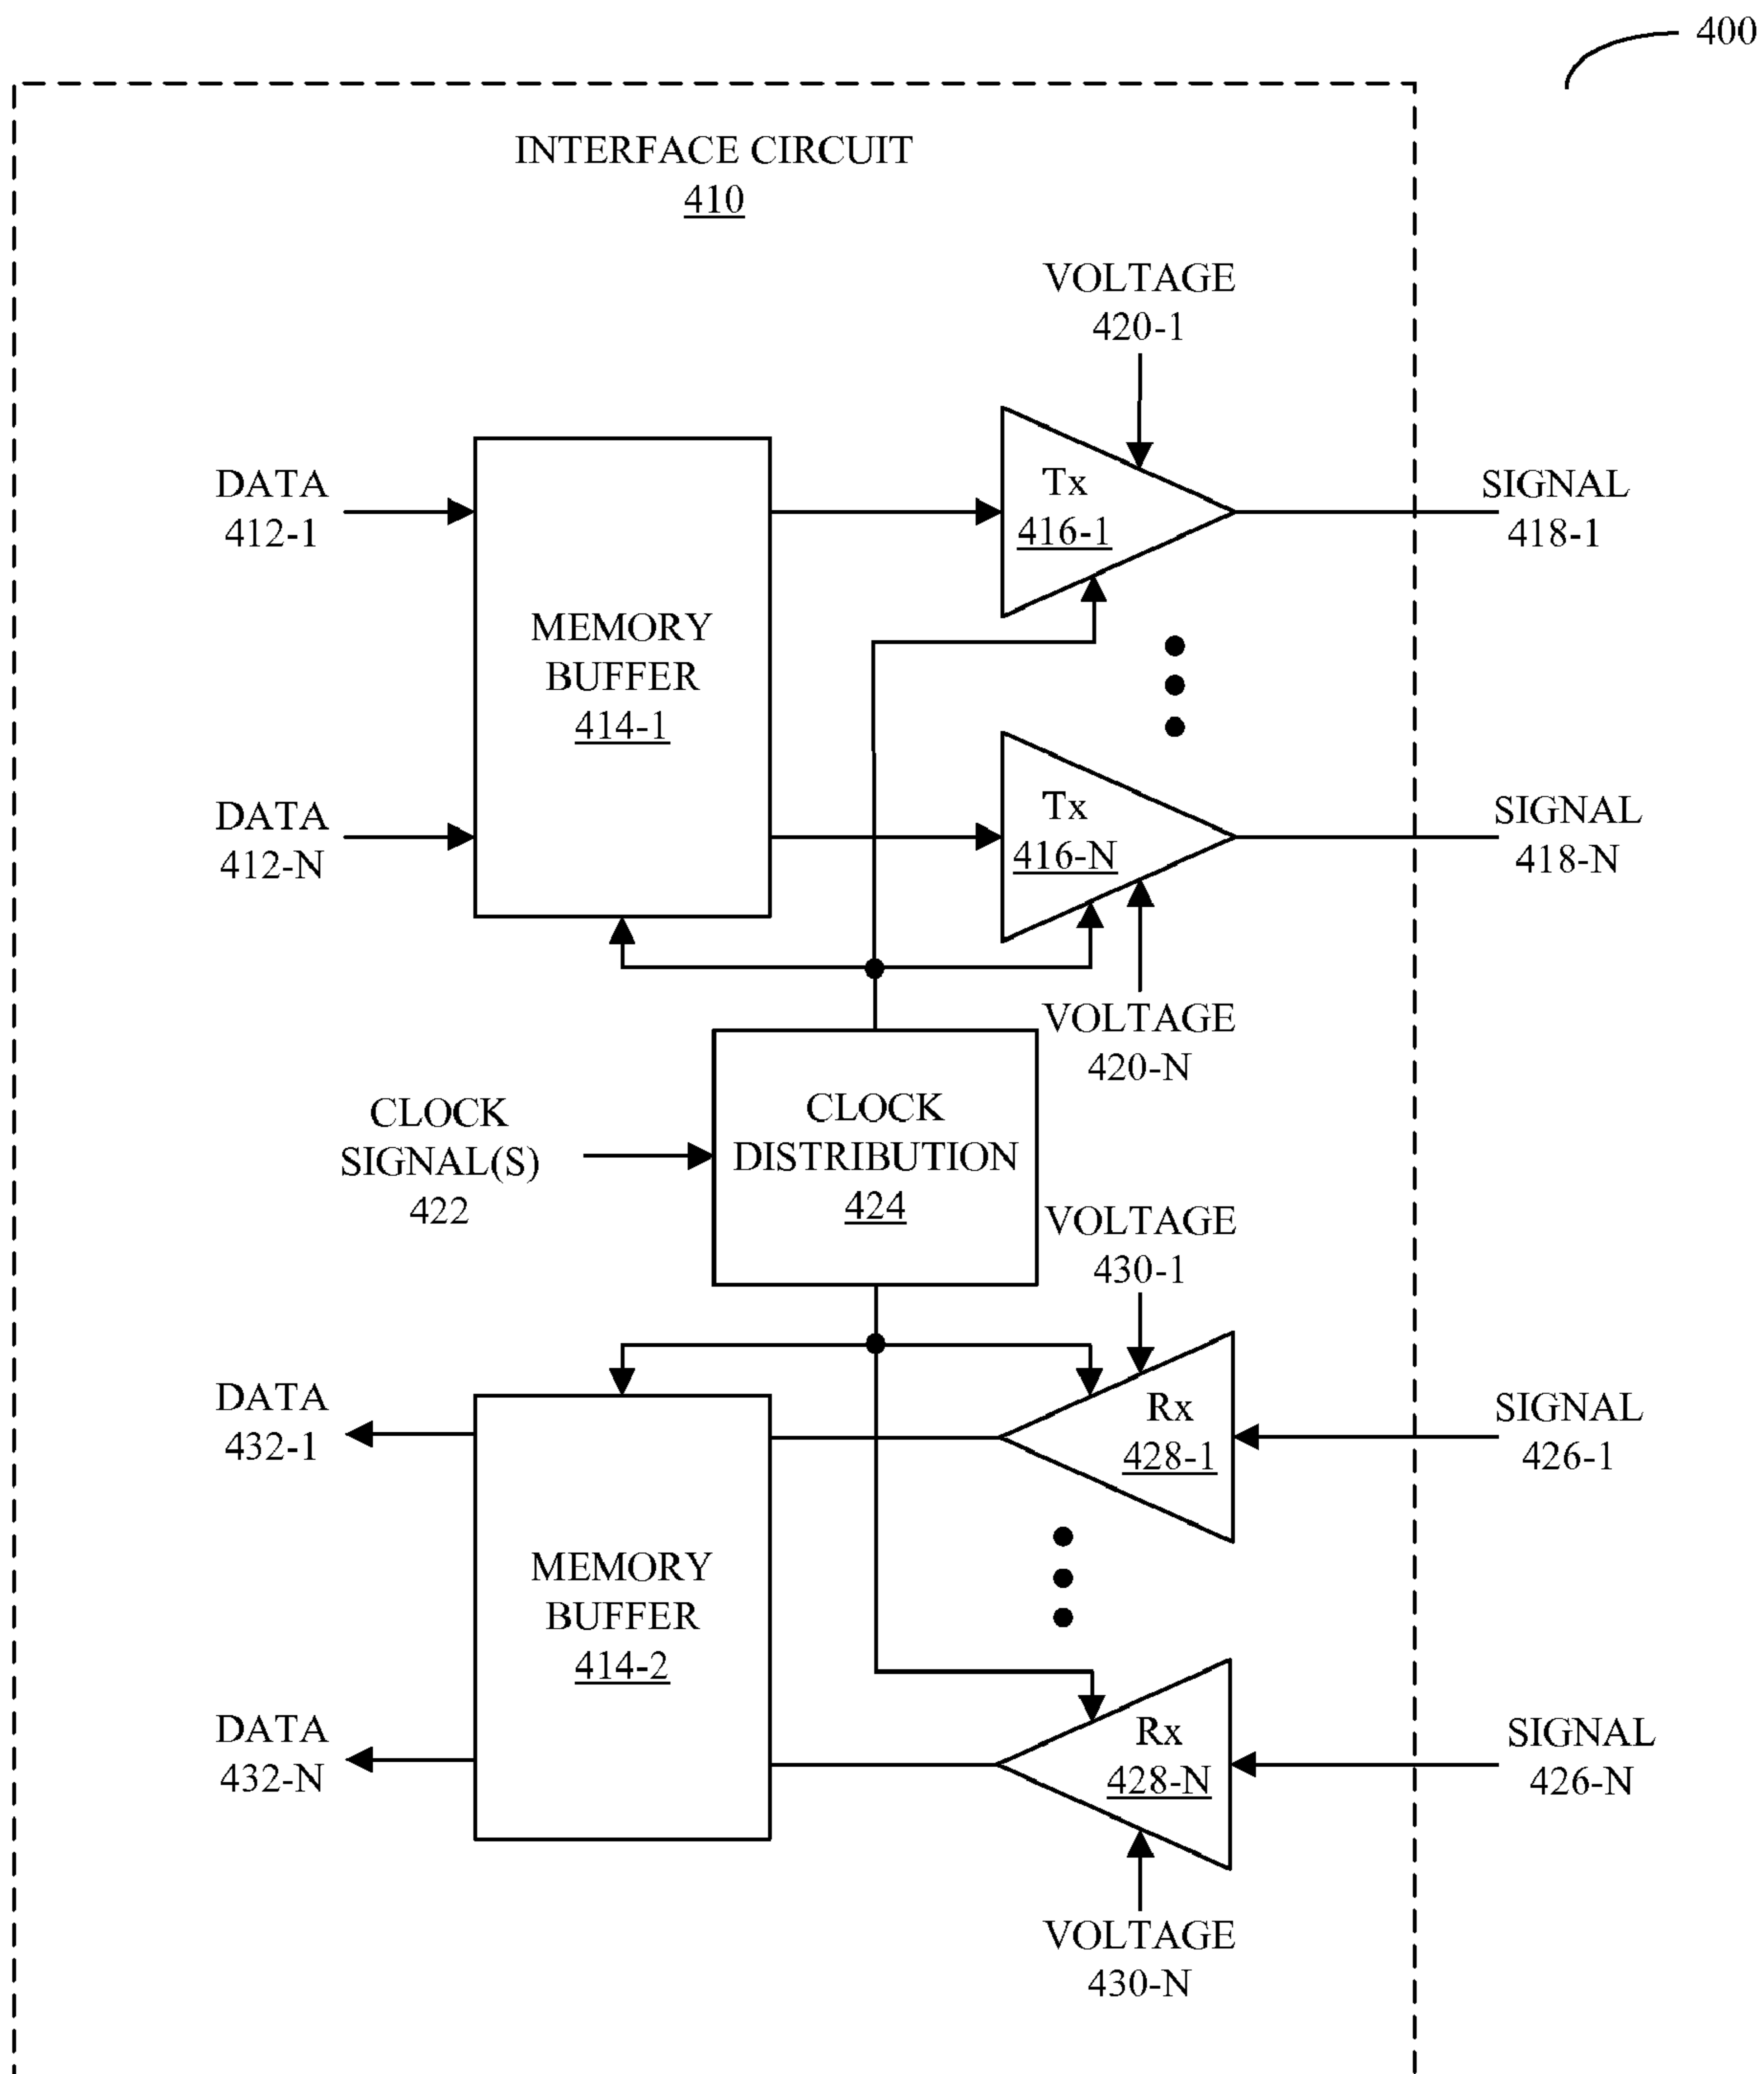 400
INTERFACE CIRCUIT
410
VOLTAGE
420-1
DATA
412-1
Tx
416-1
SIGNAL
418-1
MEMORY
BUFFER
414-1
DATA
412-N
Tx
416-N
SIGNAL
418-N
VOLTAGE
420-N
CLOCK
SIGNAL(S)
422
CLOCK
DISTRIBUTION
424
VOLTAGE
430-1
DATA
432-1
Rx
428-1
SIGNAL
426-1
MEMORY
BUFFER
414-2
DATA
432-N
Rx
428-N
SIGNAL
426-N
VOLTAGE
430-N